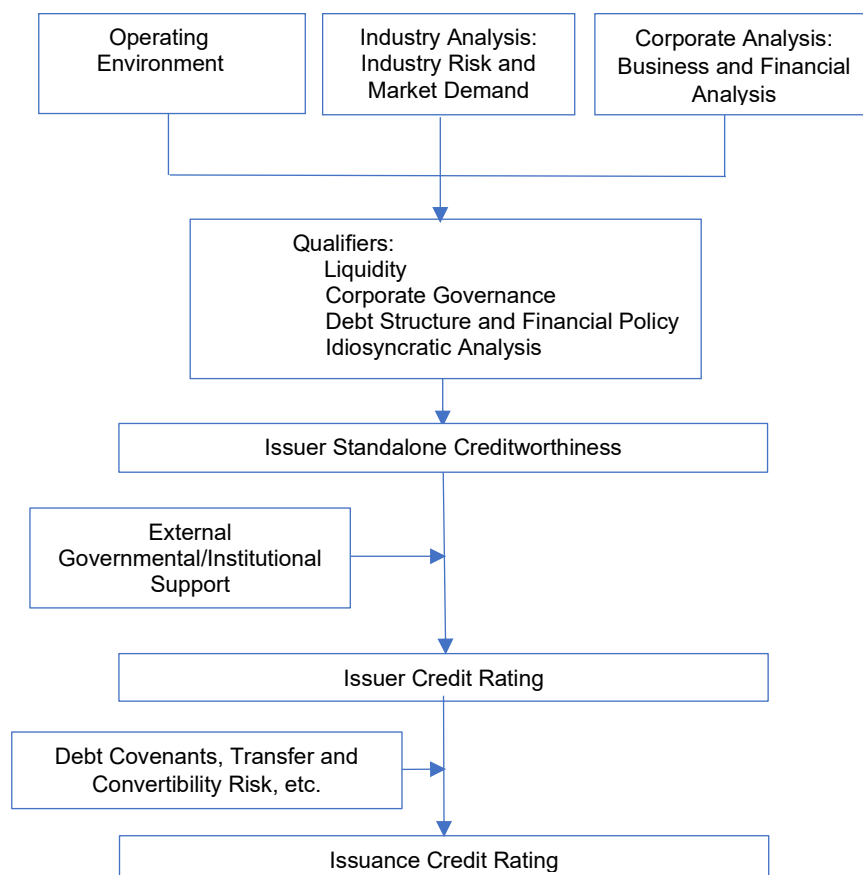 Operating
Environment
Industry Analysis:
Industry Risk and
Market Demand
Corporate Analysis:
Business and Financial
Analysis
Qualifiers:
Liquidity
Corporate Governance
Debt Structure and Financial Policy
Idiosyncratic Analysis
Issuer Standalone Creditworthiness
External
Governmental/Institutional
Support
Issuer Credit Rating
Debt Covenants, Transfer and
Convertibility Risk, etc.
Issuance Credit Rating